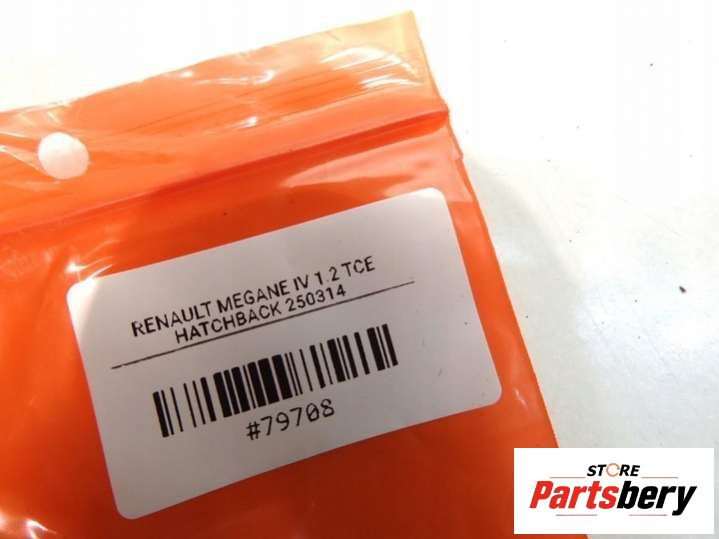 RENAULT MEGANE IV 1.2 TCE
HATCHBACK 250314
#79708
STORE
Partsbery